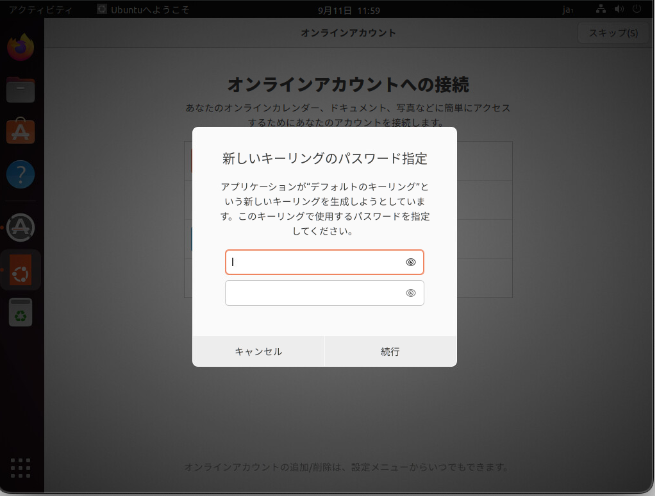 アクティビティ
Ubuntuへようこそ
9月11日 11:59
ja₁
オンラインアカウント
スキップ(S)
オンラインアカウントへの接続
あなたのオンラインカレンダー、ドキュメント、写真などに簡単にアクセス
するためにあなたのアカウントを接続します。
新しいキーリングのパスワード指定
アプリケーションが"デフォルトのキーリング"と
いう新しいキーリングを生成しようとしていま
す。このキーリングで使用するパスワードを指定
してください。
キャンセル
続行
オンラインアカウントの追加/削除は、設定メニューからいつでもできます。